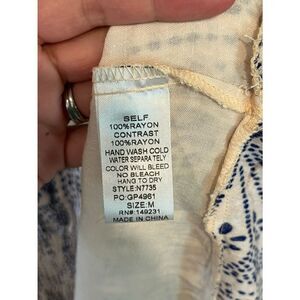 SELF
100%RAYON
CONTRAST
100%RAYON
HAND WASH COLD
WATER SEPARATELY
COLOR WILL BLEED
NO BLEACH
HANG TO DRY
STYLE:N7735
PO:GP4961
SIZE:M
RN#:149231
MADE IN CHINA